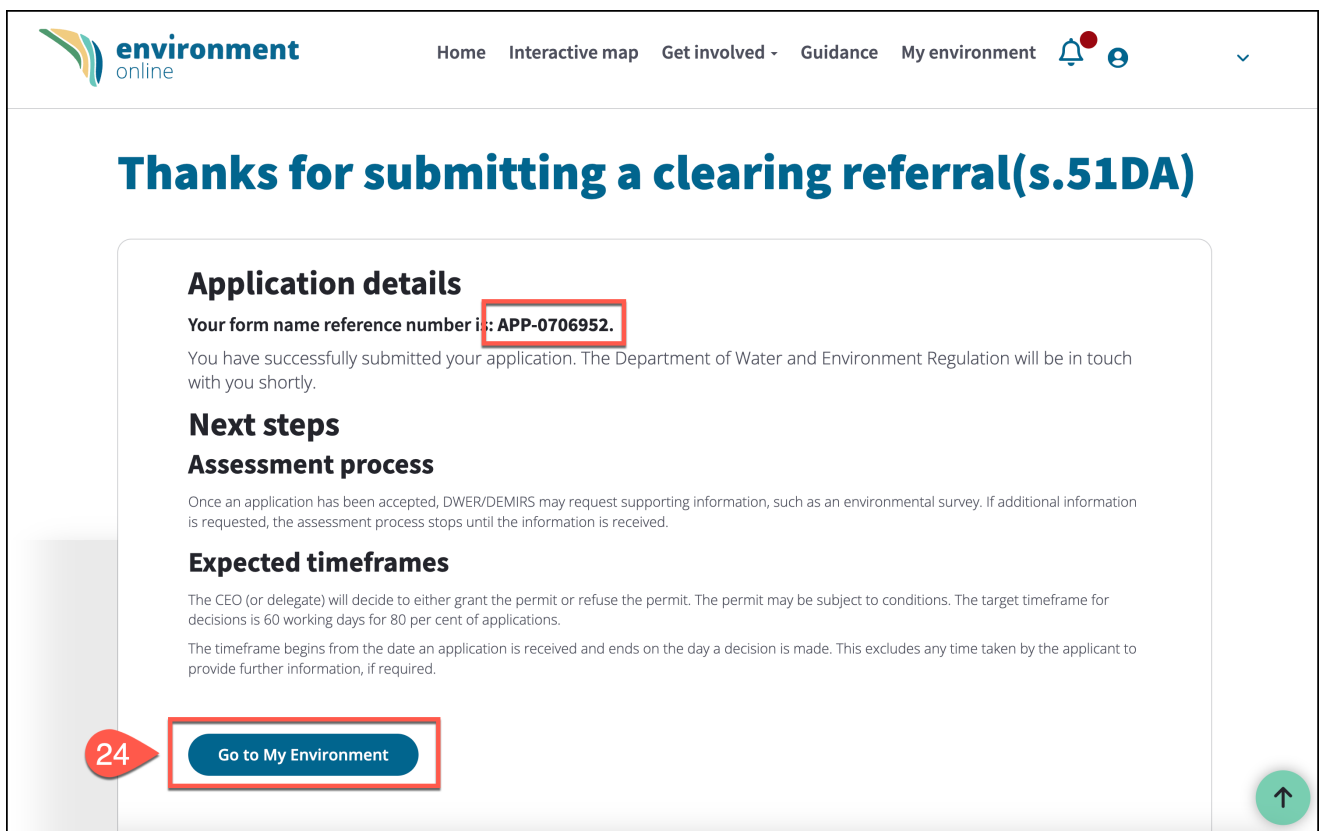 environment
online
Home Interactive map Get involved Guidance My environment
Thanks for submitting a clearing referral(s.51DA)
Application details
Your form name reference number is: APP-0706952.
You have successfully submitted your application. The Department of Water and Environment Regulation will be in touch
with you shortly.
Next steps
Assessment process
Once an application has been accepted, DWER/DEMIRS may request supporting information, such as an environmental survey. If additional information
is requested, the assessment process stops until the information is received.
Expected timeframes
The CEO (or delegate) will decide to either grant the permit or refuse the permit. The permit may be subject to conditions. The target timeframe for
decisions is 60 working days for 80 per cent of applications.
The timeframe begins from the date an application is received and ends on the day a decision is made. This excludes any time taken by the applicant to
provide further information, if required.
24
Go to My Environment